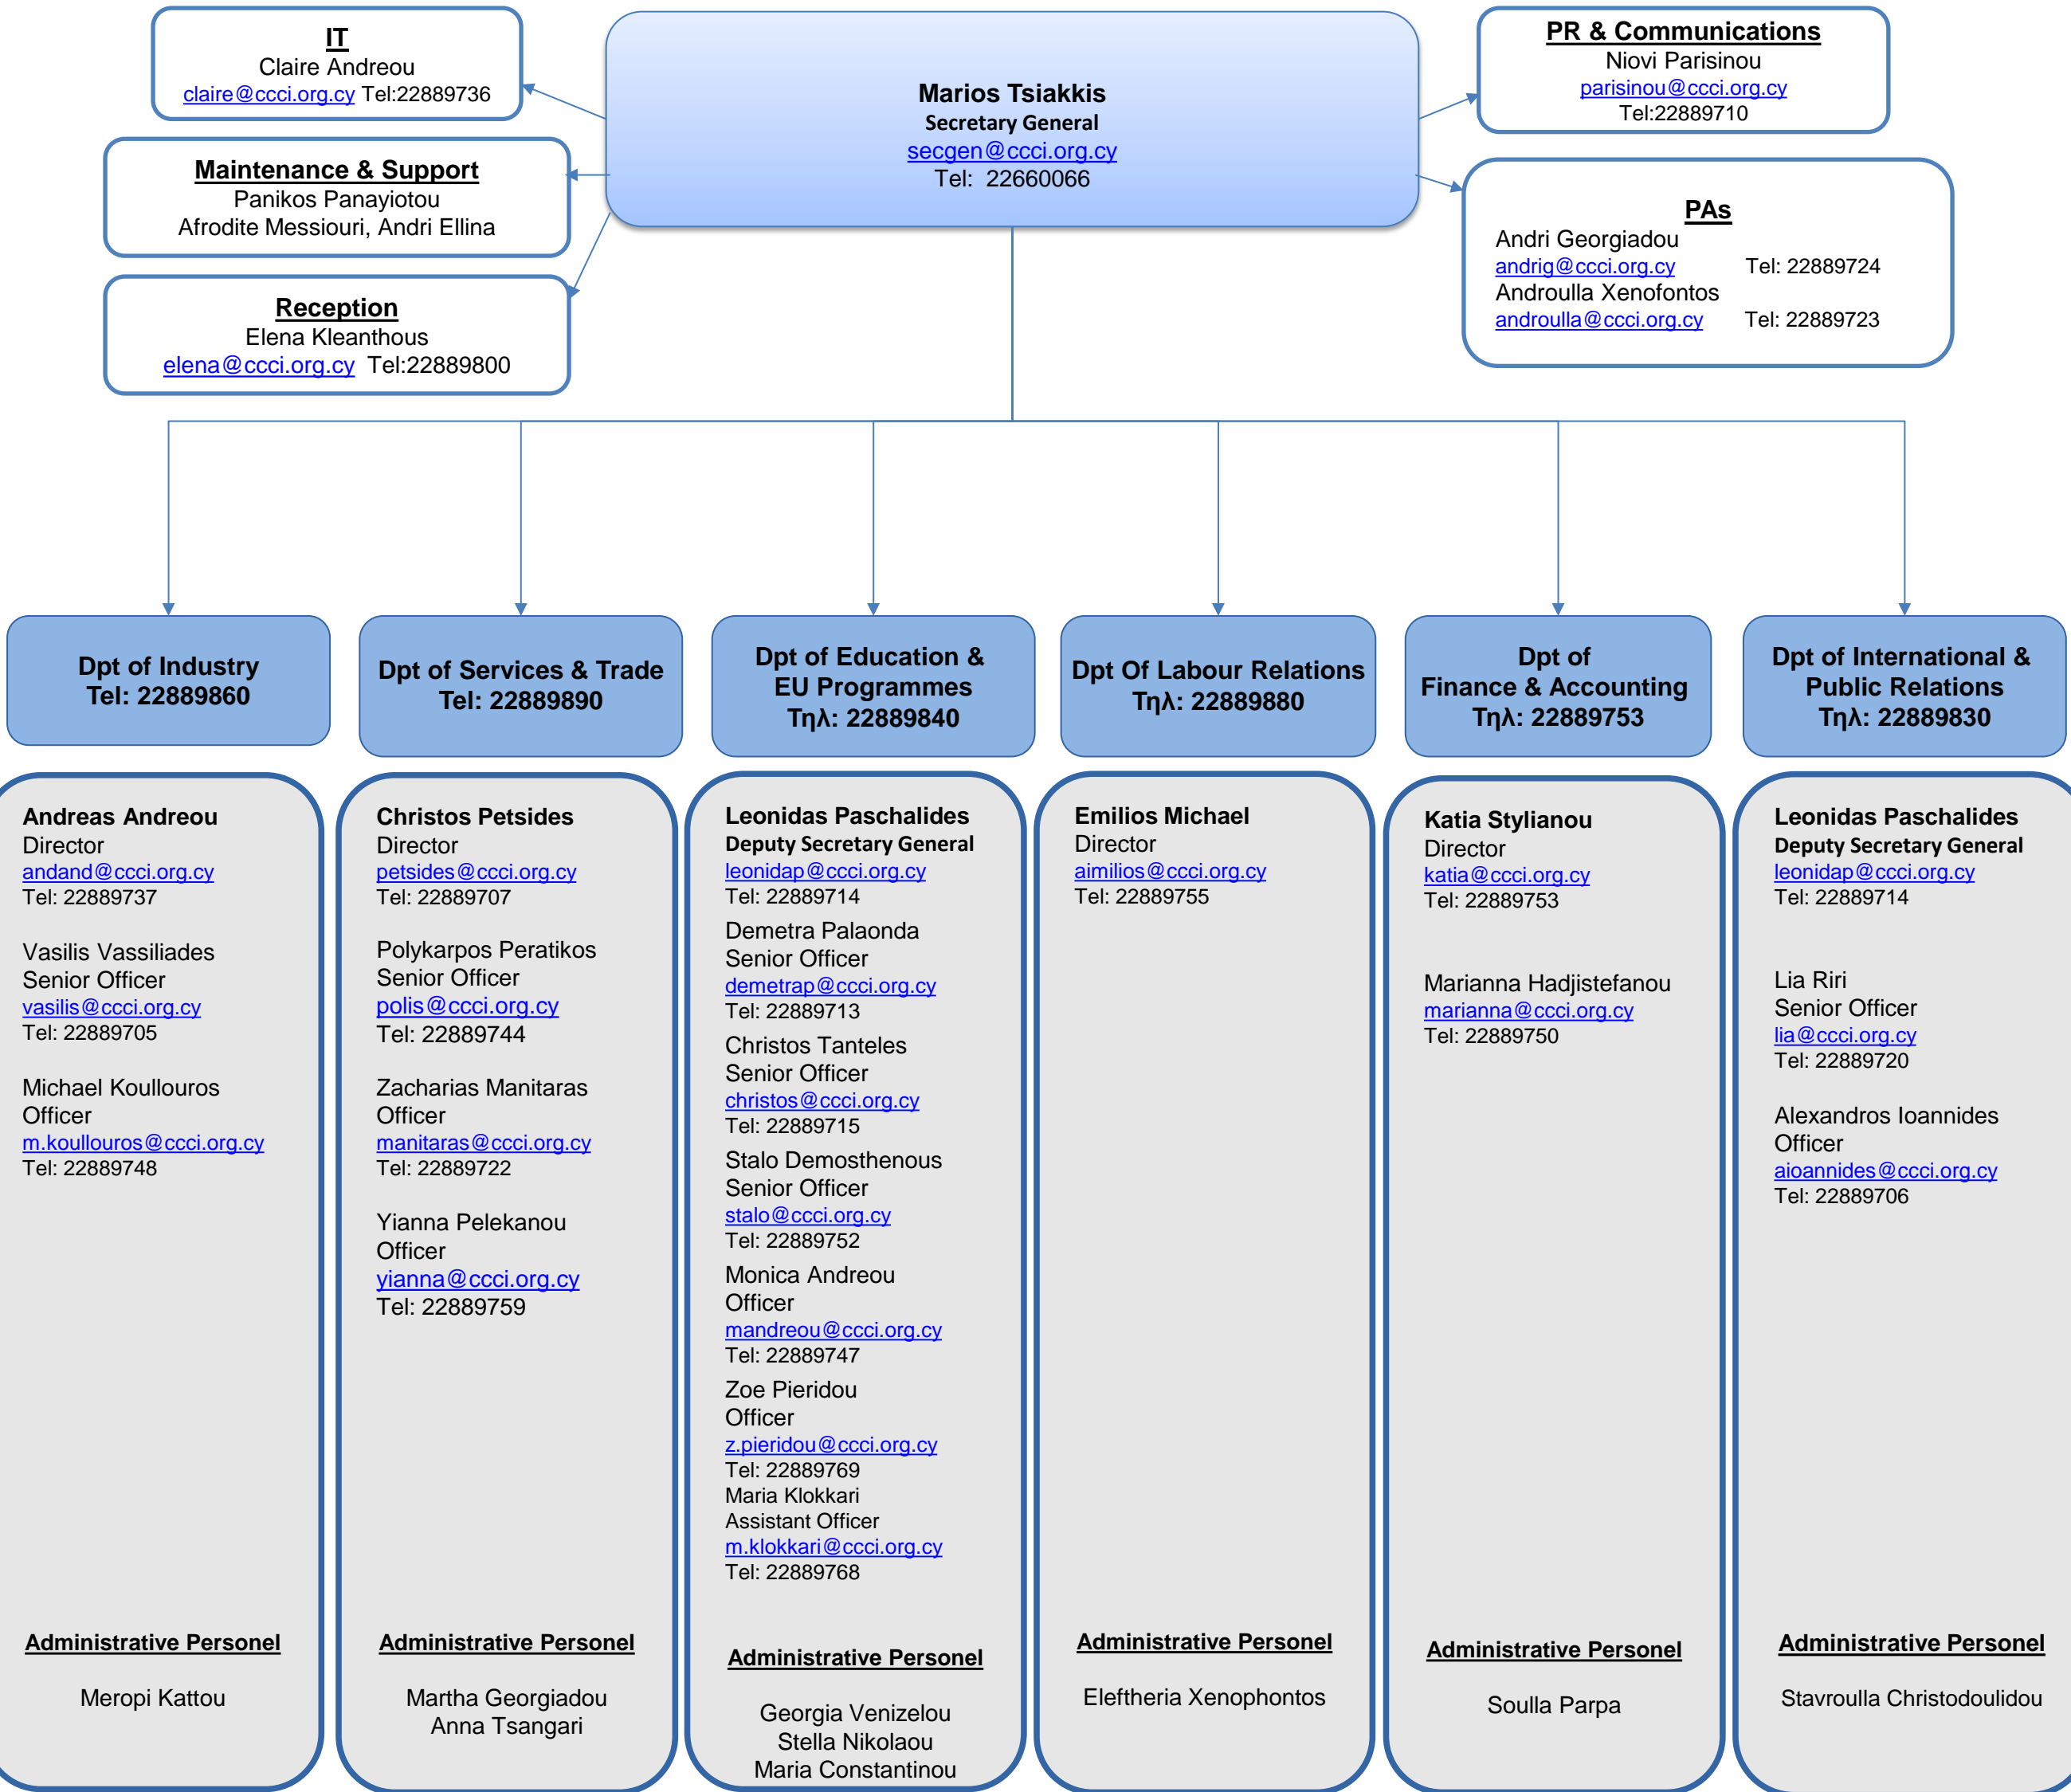 IT
Claire Andreou
claire@ccci.org.cy Tel:22889736
Maintenance & Support
Panikos Panayiotou
Afrodite Messiouri, Andri Ellina
Reception
Elena Kleanthous
elena@ccci.org.cy Tel:22889800
Marios Tsiakkis
Secretary General
secgen@ccci.org.cy
Tel: 22660066
PR & Communications
Niovi Parisinou
parisinou@ccci.org.cy
Tel:22889710
PAs
Andri Georgiadou
andrig@ccci.org.cy Tel: 22889724
Androulla Xenofontos
androulla@ccci.org.cy Tel: 22889723
Dpt of Industry
Tel: 22889860
Andreas Andreou
Director
andand@ccci.org.cy
Tel: 22889737
Vasilis Vassiliades
Senior Officer
vasilis@ccci.org.cy
Tel: 22889705
Michael Koullouros
Officer
m.koullouros@ccci.org.cy
Tel: 22889748
Administrative Personel
Meropi Kattou
Dpt of Services & Trade
Tel: 22889890
Christos Petsides
Director
petsides@ccci.org.cy
Tel: 22889707
Polykarpos Peratikos
Senior Officer
polis@ccci.org.cy
Tel: 22889744
Zacharias Manitaras
Officer
manitaras@ccci.org.cy
Tel: 22889722
Yianna Pelekanou
Officer
yianna@ccci.org.cy
Tel: 22889759
Administrative Personel
Martha Georgiadou
Anna Tsangari
Dpt of Education &
EU Programmes
Τηλ: 22889840
Leonidas Paschalides
Deputy Secretary General
leonidap@ccci.org.cy
Tel: 22889714
Demetra Palaonda
Senior Officer
demetrap@ccci.org.cy
Tel: 22889713
Christos Tanteles
Senior Officer
christos@ccci.org.cy
Tel: 22889715
Stalo Demosthenous
Senior Officer
stalo@ccci.org.cy
Tel: 22889752
Monica Andreou
Officer
mandreou@ccci.org.cy
Tel: 22889747
Zoe Pieridou
Officer
z.pieridou@ccci.org.cy
Tel: 22889769
Maria Klokkari
Assistant Officer
m.klokkari@ccci.org.cy
Tel: 22889768
Administrative Personel
Georgia Venizelou
Stella Nikolaou
Maria Constantinou
Dpt Of Labour Relations
Τηλ: 22889880
Emilios Michael
Director
aimilios@ccci.org.cy
Tel: 22889755
Administrative Personel
Eleftheria Xenophontos
Dpt of
Finance & Accounting
Τηλ: 22889753
Katia Stylianou
Director
katia@ccci.org.cy
Tel: 22889753
Marianna Hadjistefanou
marianna@ccci.org.cy
Tel: 22889750
Administrative Personel
Soulla Parpa
Dpt of International &
Public Relations
Τηλ: 22889830
Leonidas Paschalides
Deputy Secretary General
leonidap@ccci.org.cy
Tel: 22889714
Lia Riri
Senior Officer
lia@ccci.org.cy
Tel: 22889720
Alexandros Ioannides
Officer
aioannides@ccci.org.cy
Tel: 22889706
Administrative Personel
Stavroulla Christodoulidou